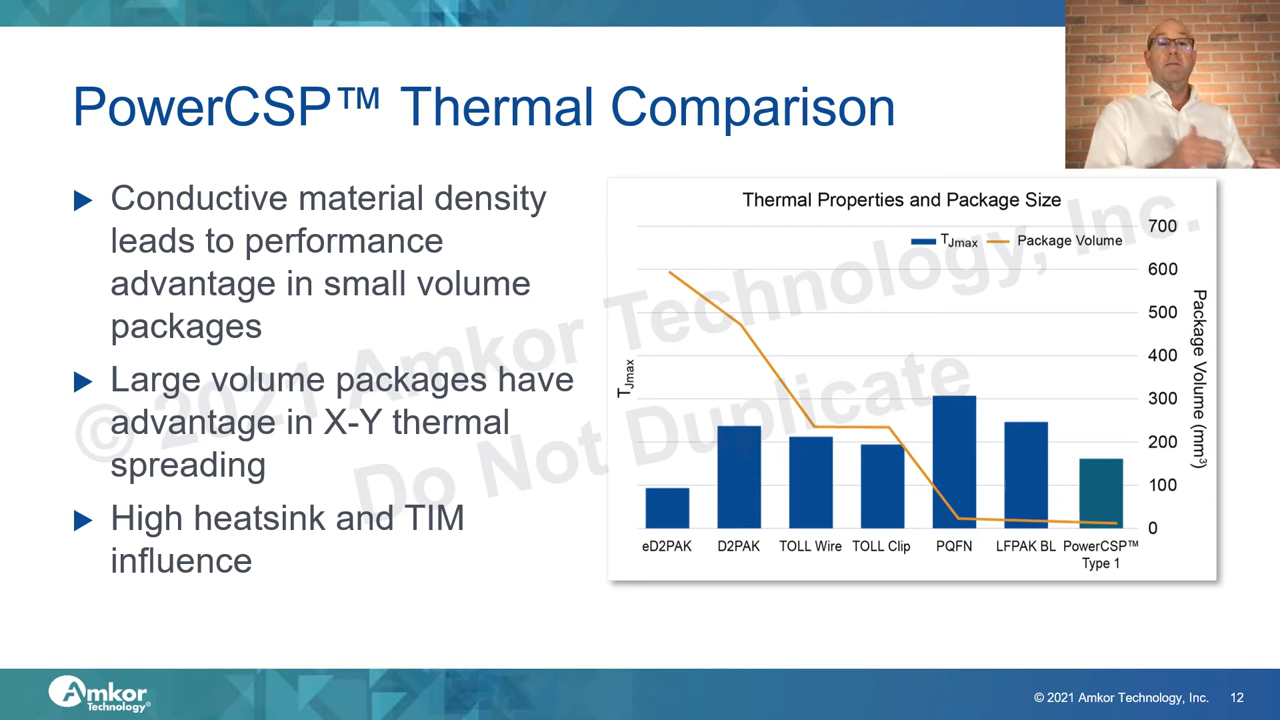 PowerCSP™ Thermal Comparison
▶ Conductive material density
leads to performance
advantage in small volume
packages
▶ Large volume packages have
advantage in X-Y thermal
spreading
▶ High heatsink and TIM
influence
Thermal Properties and Package Size
TJmax
Package Volume
700
600
500
400
300
200
100
0
TJmax
Package Volume (mm³)
eD2PAK
D2PAK
TOLL Wire
TOLL Clip
PQFN
LFPAK BL
PowerCSP™
Type 1
© 2021 Amkor Technology, Inc.
Do Not Duplicate
Amkor
Technology®
© 2021 Amkor Technology, Inc.
12